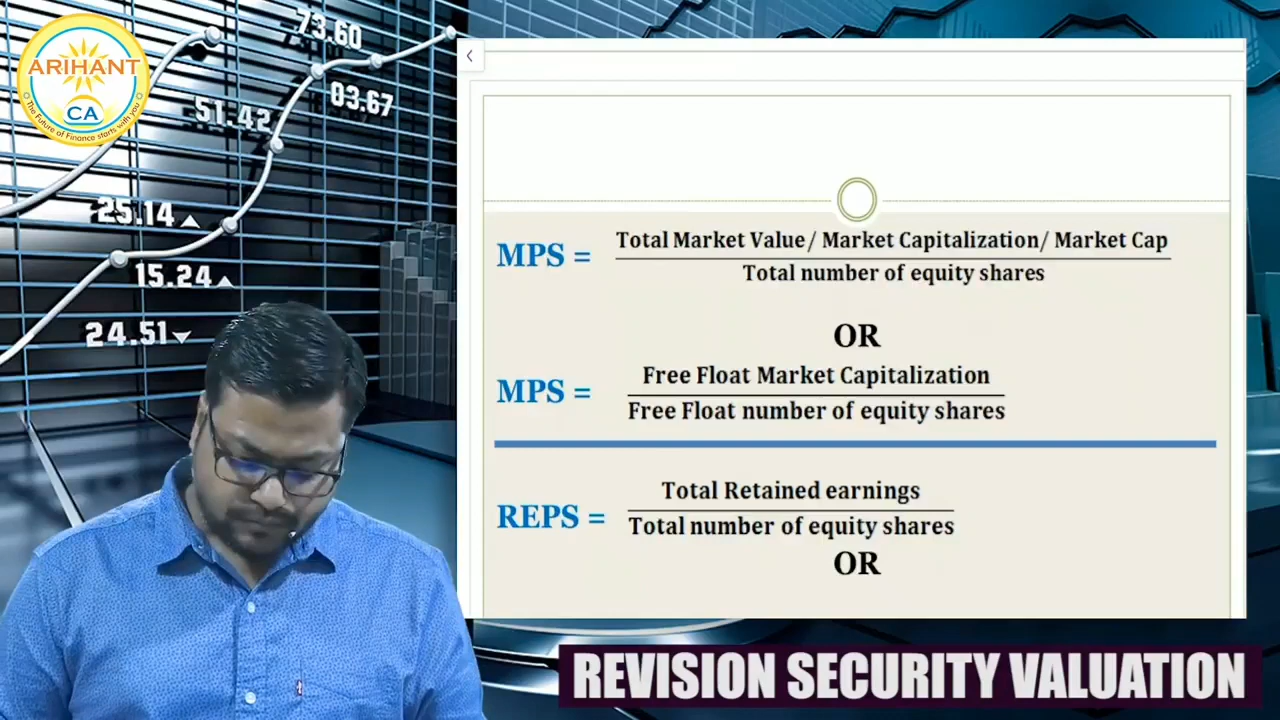 ARIHANT
CA
The Future of Finance starts with you
73.60
51.42
03.67
25.14
15.24
24.51
MPS =
Total Market Value / Market Capitalization / Market Cap
Total number of equity shares
OR
MPS =
Free Float Market Capitalization
Free Float number of equity shares
REPS =
Total Retained earnings
Total number of equity shares
OR
REVISION SECURITY VALUATION